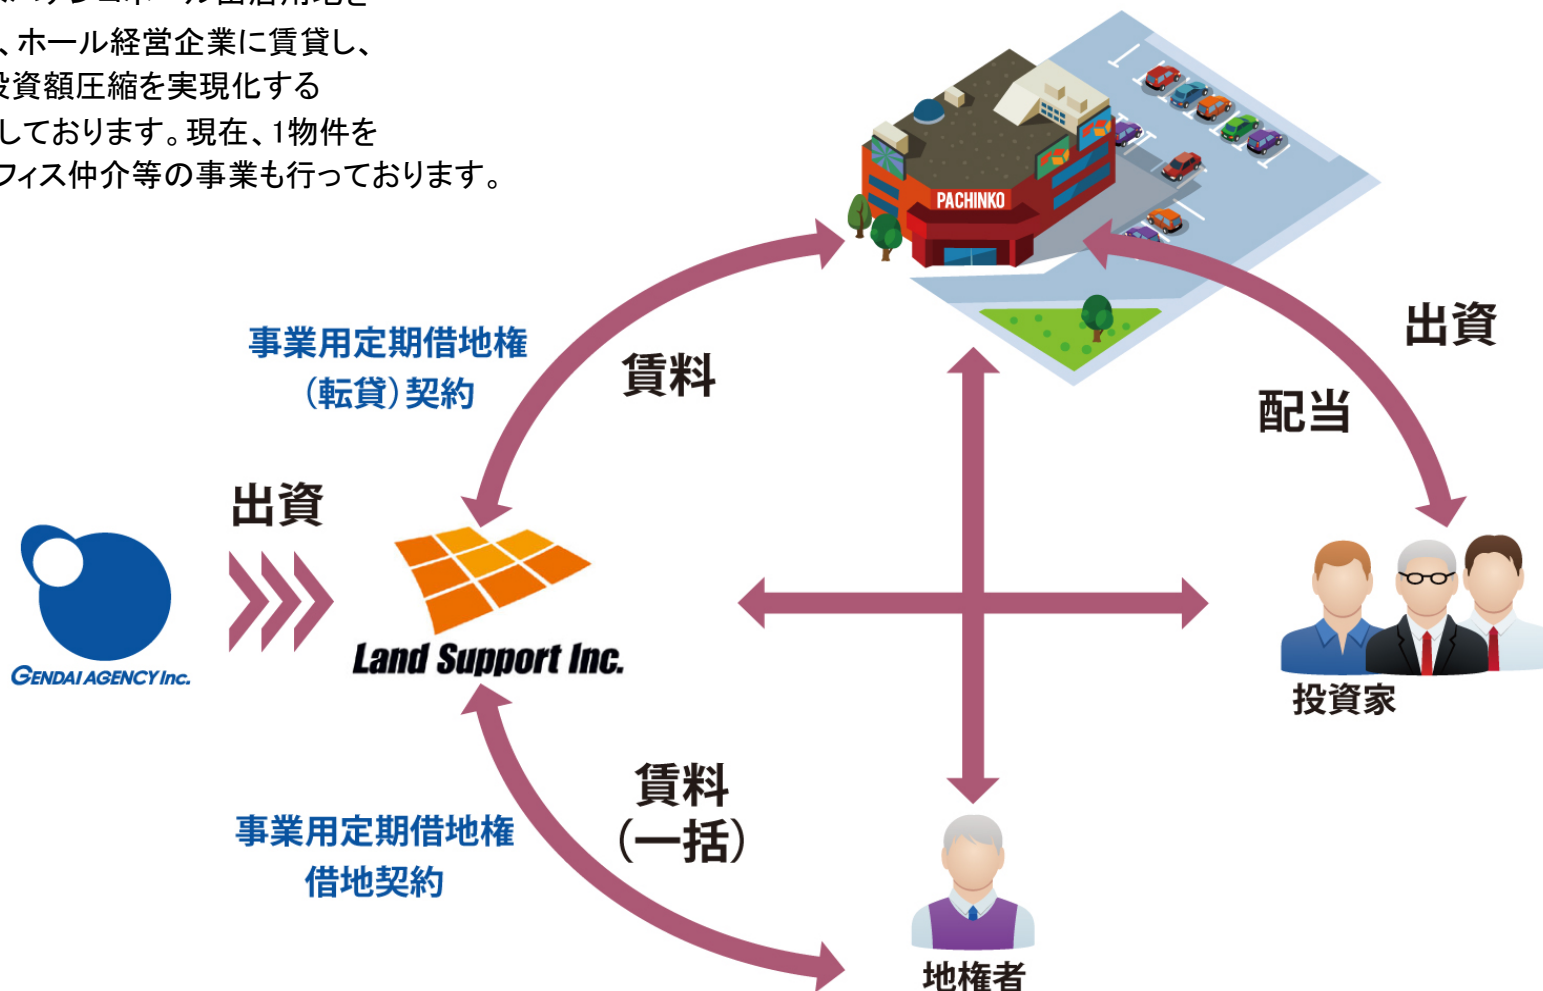 、ホール経営企業に賃貸し、
投資額圧縮を実現化する
しております。現在、1物件を
フィス仲介等の事業も行っております。
PACHINKO
事業用定期借地権
(転貸)契約
賃料
出資
配当
出資
GENDAI AGENCY Inc.
Land Support Inc.
投資家
事業用定期借地権
借地契約
賃料
(一括)
地権者